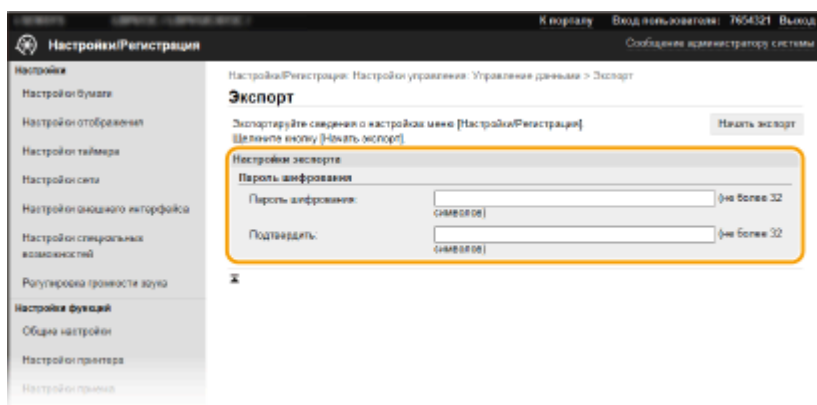 К порталу Вход пользователя: 7654321 Выход
Настройки/Регистрация
Сообщение администратору системы
Настройки
Настройки бумаги
Настройки отображения
Настройки таймера
Настройки сети
Настройки внешнего интерфейса
Настройки специальных
возможностей
Регулировка громкости звука
Настройки функций
Общие настройки
Настройки принтера
Настройки приема
Настройки/Регистрация: Настройки управления: Управление данными > Экспорт
Экспорт
Экспортируйте сведения о настройках меню [Настройки/Регистрация].
Щелкните кнопку [Начать экспорт].
Начать экспорт
Настройки экспорта
Пароль шифрования
Пароль шифрования:
(не более 32
символов)
Подтвердить:
(не более 32
символов)